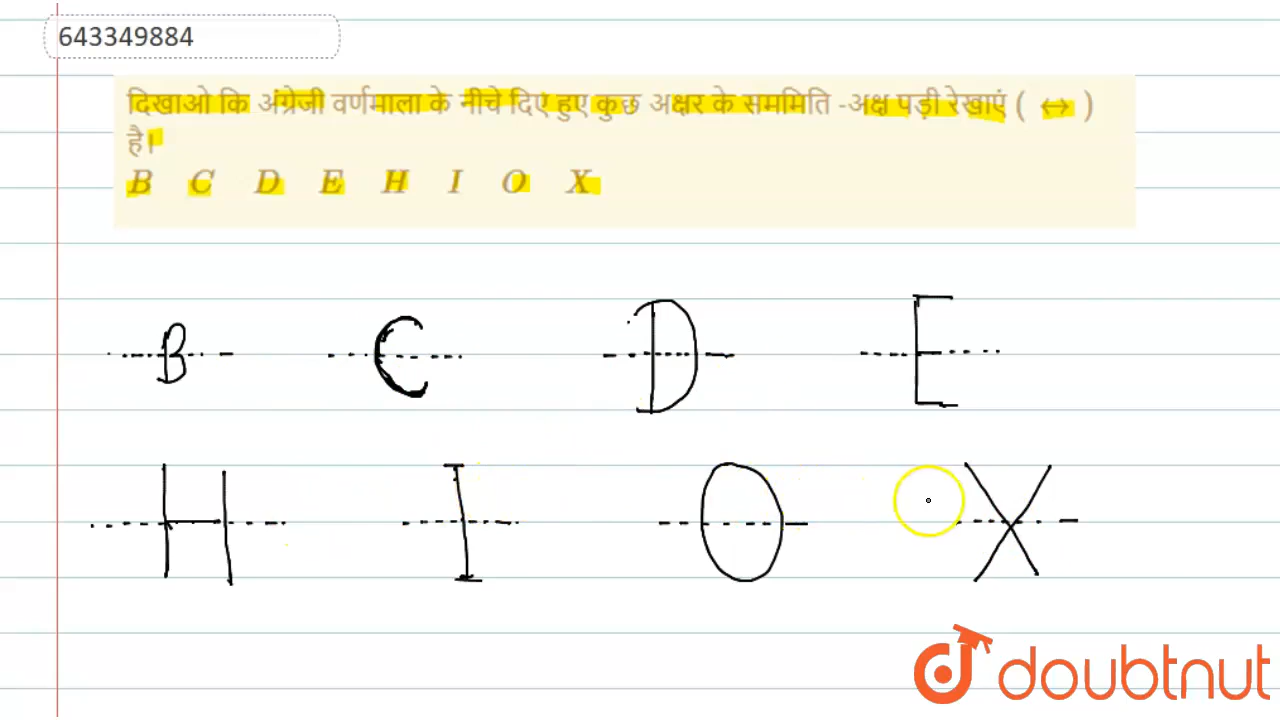 643349884
दिखाओ कि अंग्रेजी वर्णमाला के नीचे दिए हुए कुछ अक्षर के सममिति -अक्ष पड़ी रेखाएं ( ↔ )
है।
B C D E H I O X
B C D E
H I O X
doubtnut